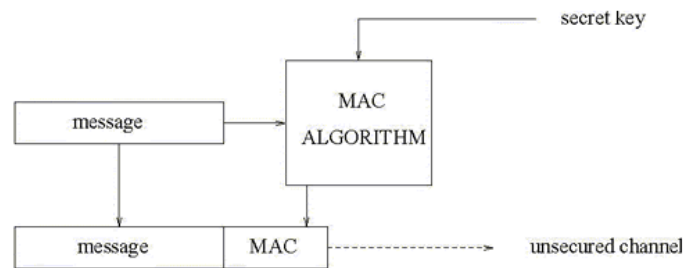 secret key
MAC
ALGORITHM
message
message
MAC
unsecured channel